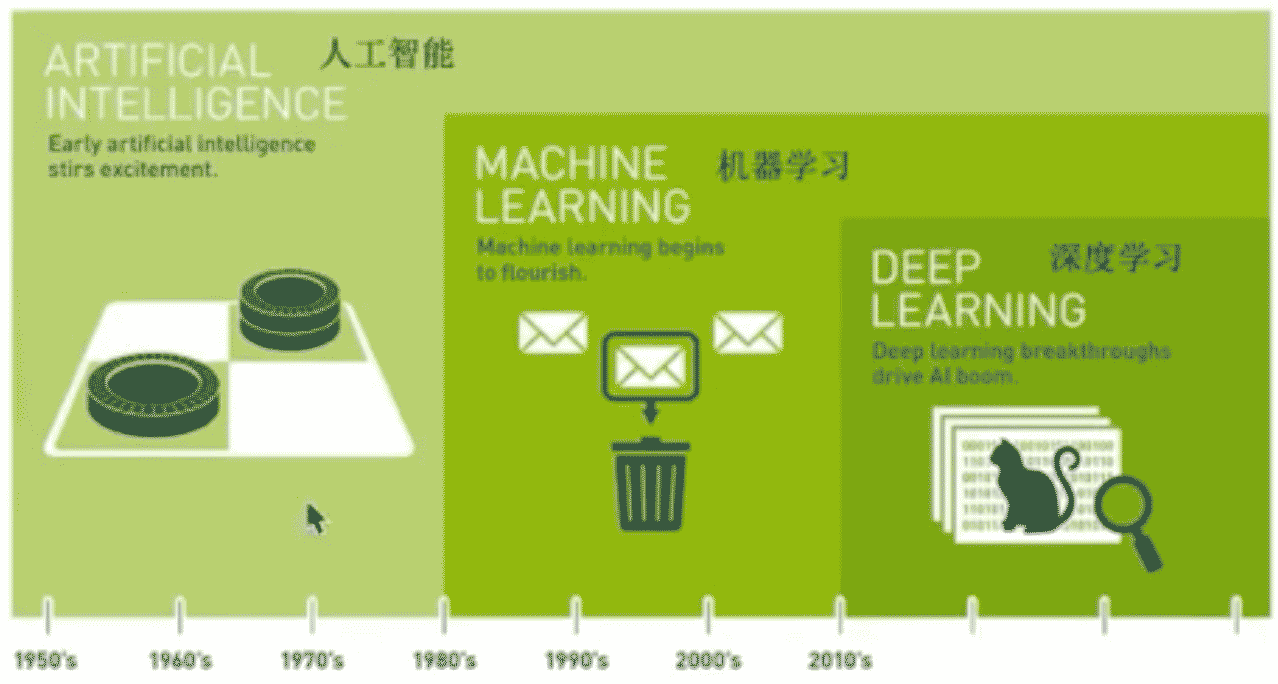 ARTIFICIAL 人工智能
INTELLIGENCE
Early artificial intelligence
stirs excitement.
MACHINE 机器学习
LEARNING
Machine learning begins
to flourish.
DEEP 深度学习
LEARNING
Deep learning breakthroughs
drive AI boom.
1950's 1960's 1970's 1980's 1990's 2000's 2010's